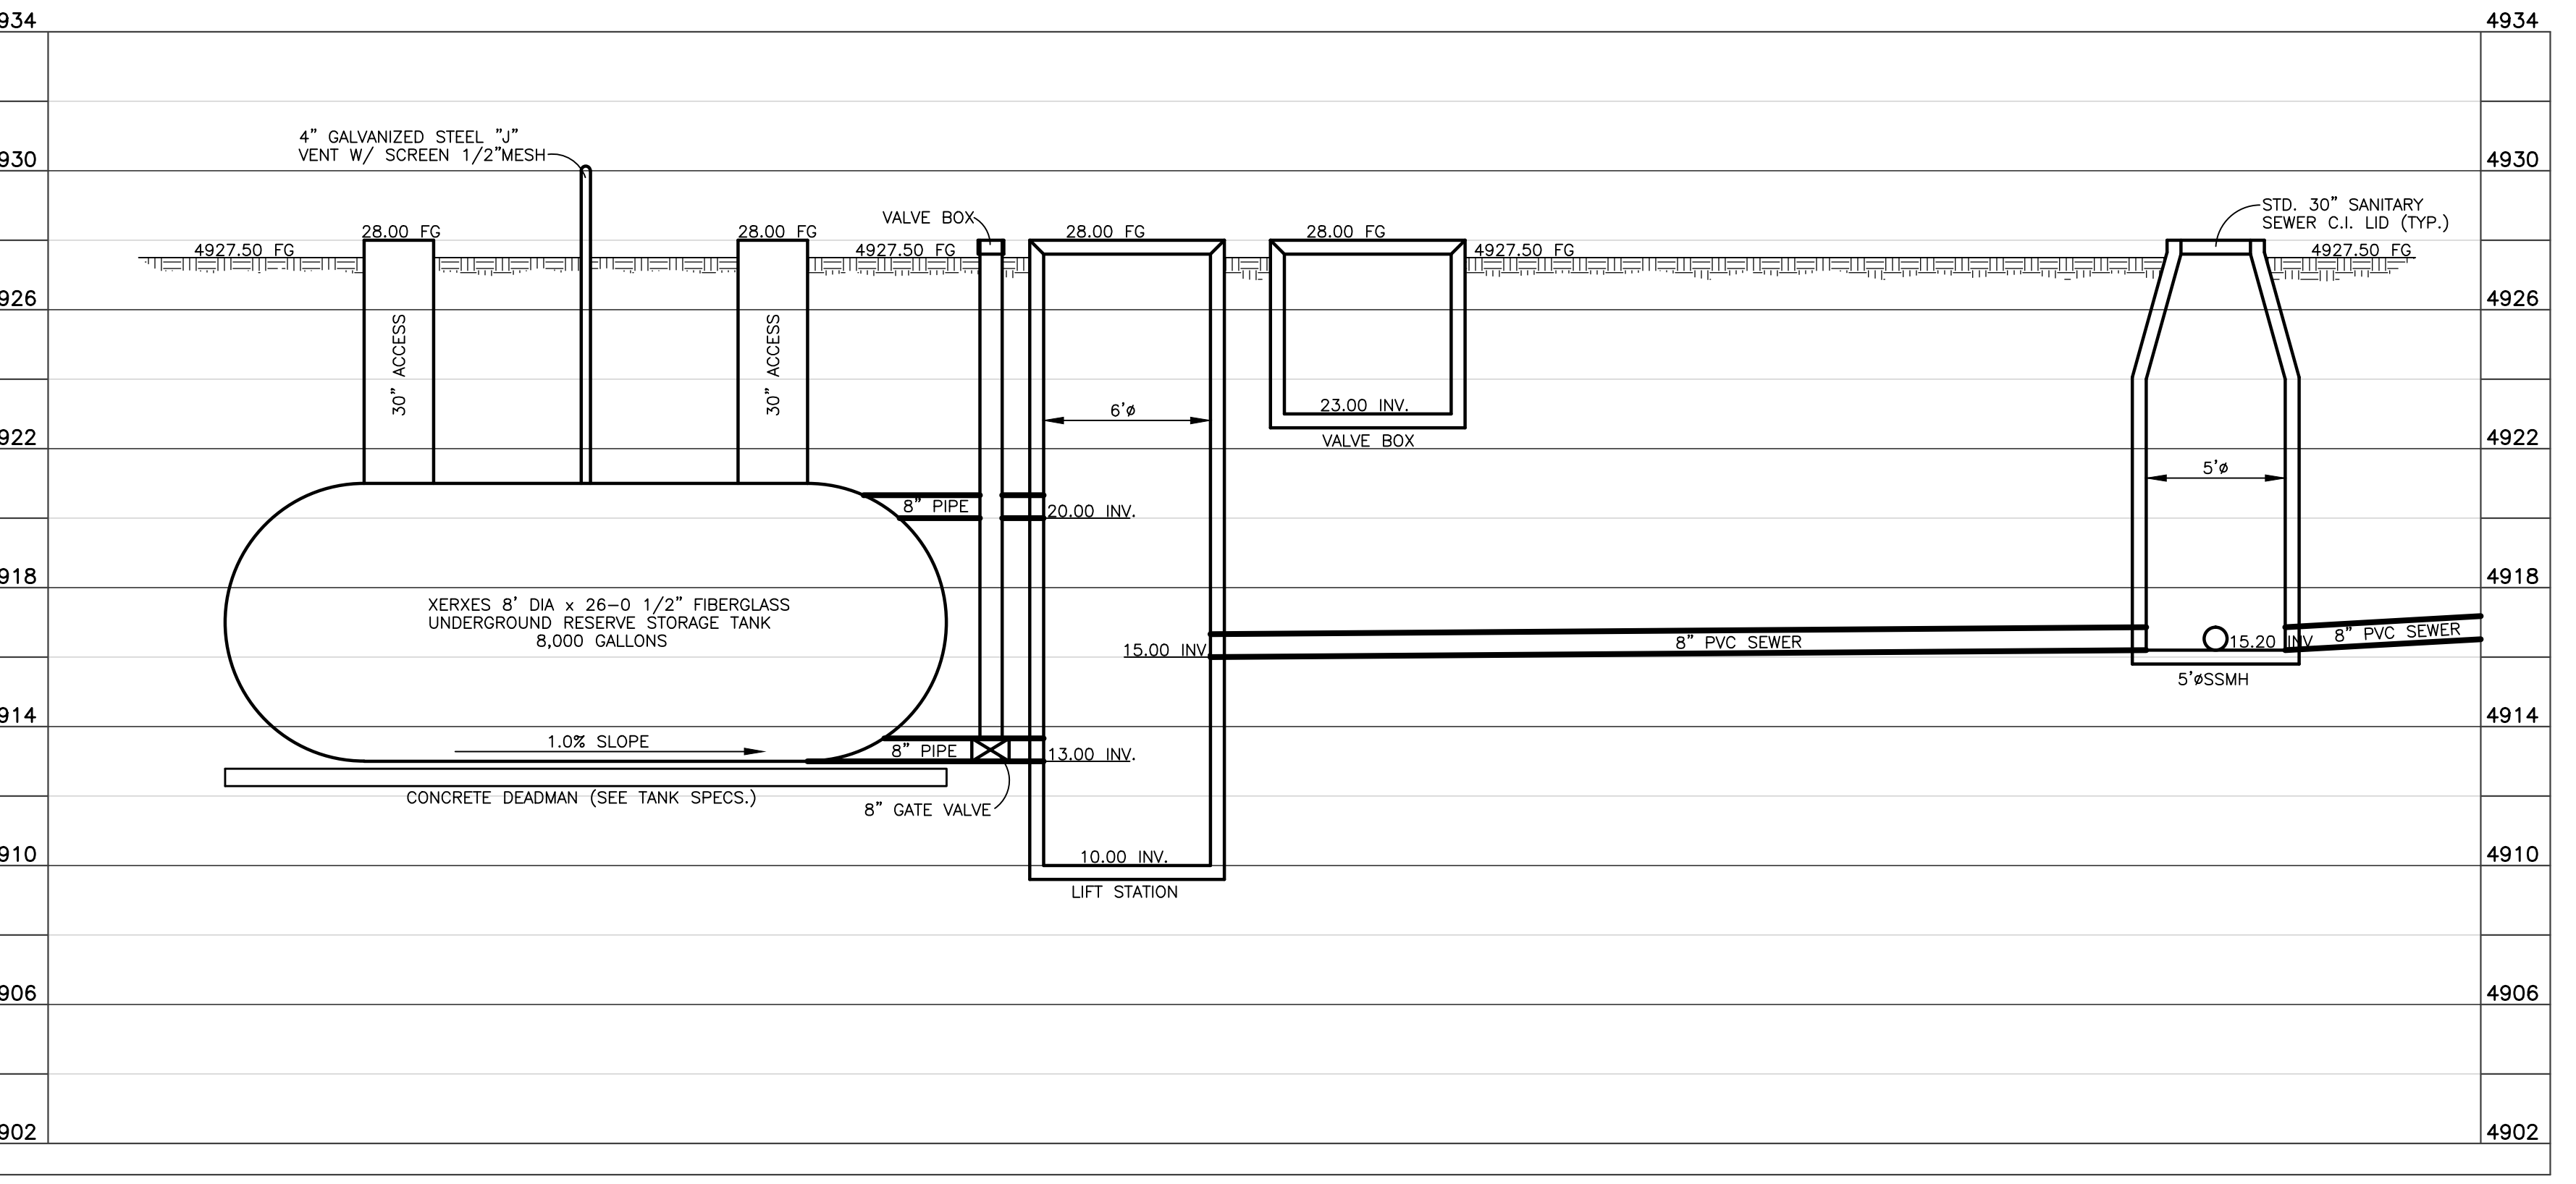 934
4934
4" GALVANIZED STEEL "J"
VENT W/ SCREEN 1/2"MESH
930
4930
VALVE BOX
STD. 30" SANITARY
SEWER C.I. LID (TYP.)
28.00 FG
28.00 FG
28.00 FG
28.00 FG
4927.50 FG
4927.50 FG
4927.50 FG
4927.50 FG
926
4926
30" ACCESS
30" ACCESS
6'ø
23.00 INV.
VALVE BOX
922
4922
5'ø
8" PIPE
20.00 INV.
918
4918
XERXES 8' DIA x 26-0 1/2" FIBERGLASS
UNDERGROUND RESERVE STORAGE TANK
8,000 GALLONS
15.00 INV.
8" PVC SEWER
15.20 INV
8" PVC SEWER
5'øSSMH
914
4914
1.0% SLOPE
8" PIPE
13.00 INV.
CONCRETE DEADMAN (SEE TANK SPECS.)
8" GATE VALVE
910
4910
10.00 INV.
LIFT STATION
906
4906
902
4902